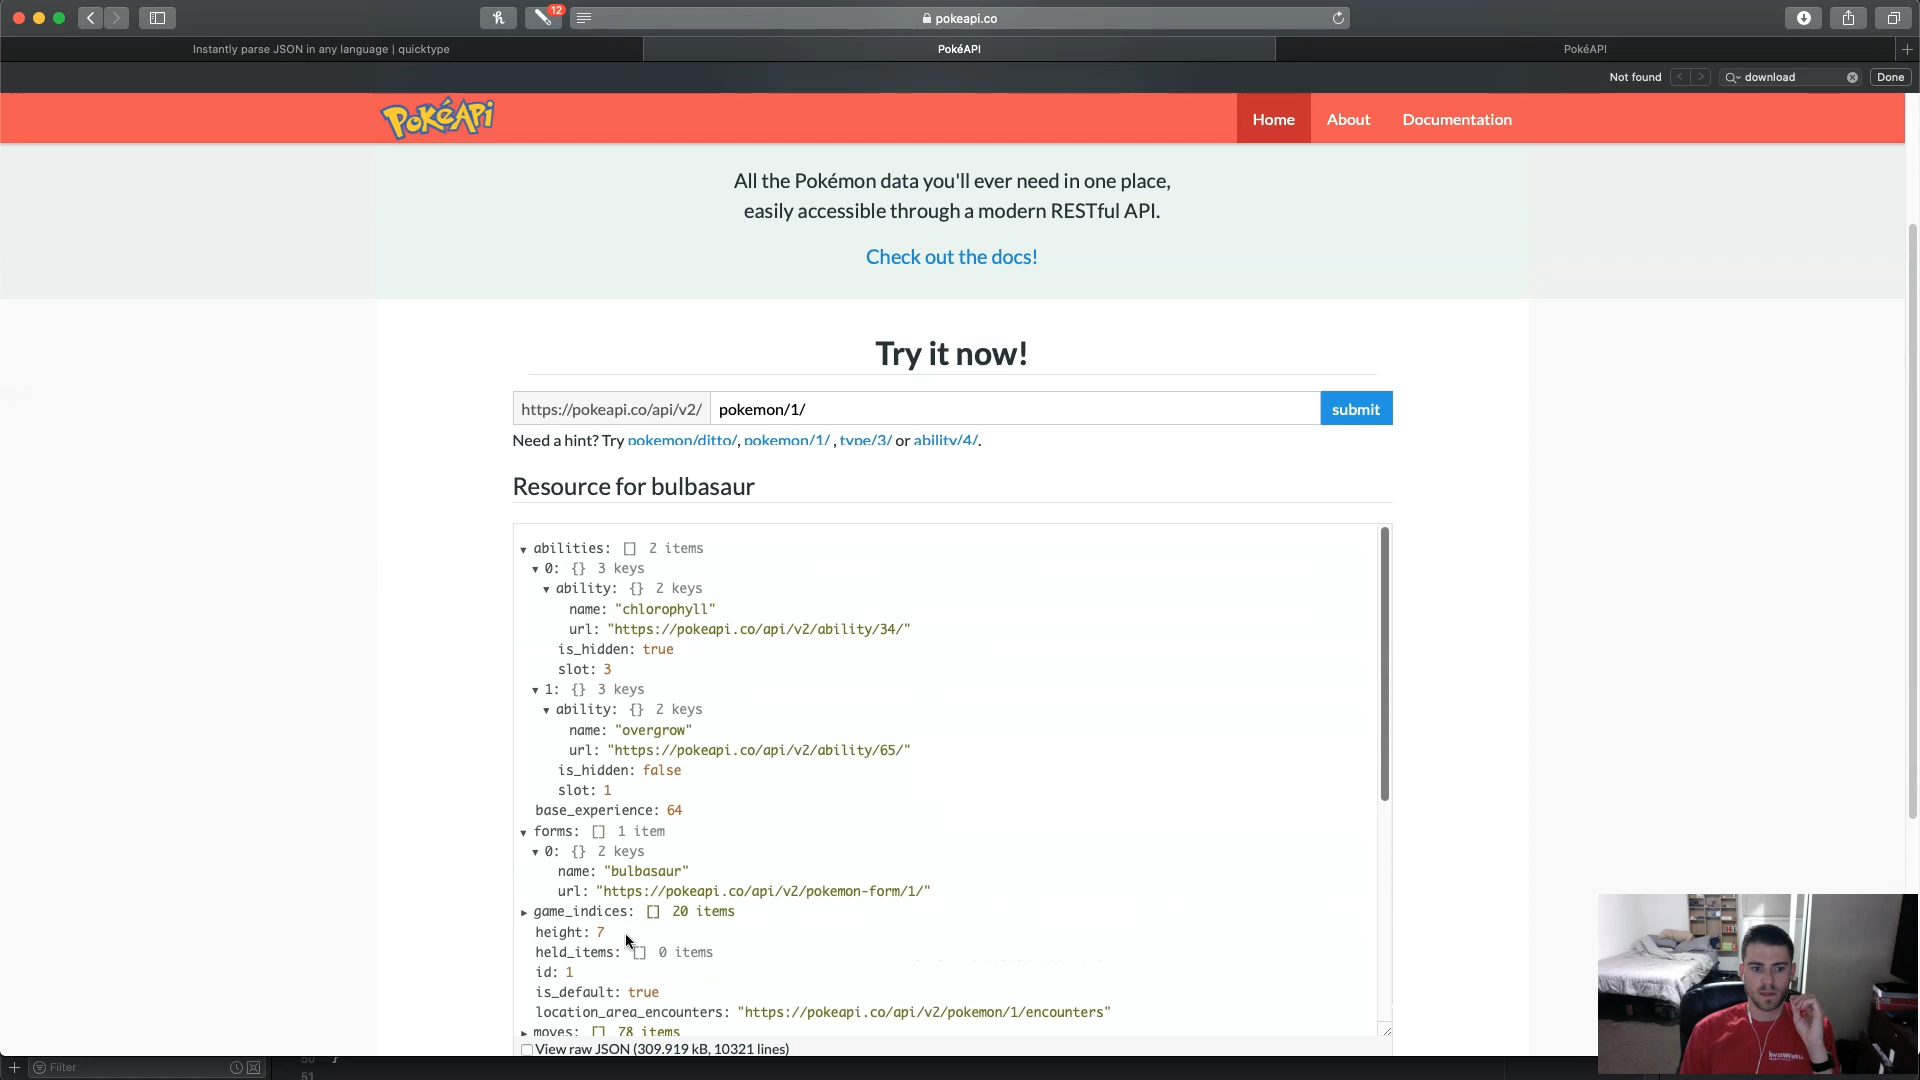 12
pokeapi.co
Instantly parse JSON in any language | quicktype
PokéAPI
PokéAPI
Not found
download
Done
PokéAPI
Home
About
Documentation
All the Pokémon data you'll ever need in one place,
easily accessible through a modern RESTful API.
Check out the docs!
Try it now!
https://pokeapi.co/api/v2/
pokemon/1/
submit
Need a hint? Try pokemon/ditto/, pokemon/1/ , type/3/ or ability/4/.
Resource for bulbasaur
abilities: [] 2 items
0: {} 3 keys
ability: {} 2 keys
name: "chlorophyll"
url: "https://pokeapi.co/api/v2/ability/34/"
is_hidden: true
slot: 3
1: {} 3 keys
ability: {} 2 keys
name: "overgrow"
url: "https://pokeapi.co/api/v2/ability/65/"
is_hidden: false
slot: 1
base_experience: 64
forms: [] 1 item
0: {} 2 keys
name: "bulbasaur"
url: "https://pokeapi.co/api/v2/pokemon-form/1/"
game_indices: [] 20 items
height: 7
held_items: [] 0 items
id: 1
is_default: true
location_area_encounters: "https://pokeapi.co/api/v2/pokemon/1/encounters"
moves: [] 78 items
View raw JSON (309.919 kB, 10321 lines)
Filter
50 }
51